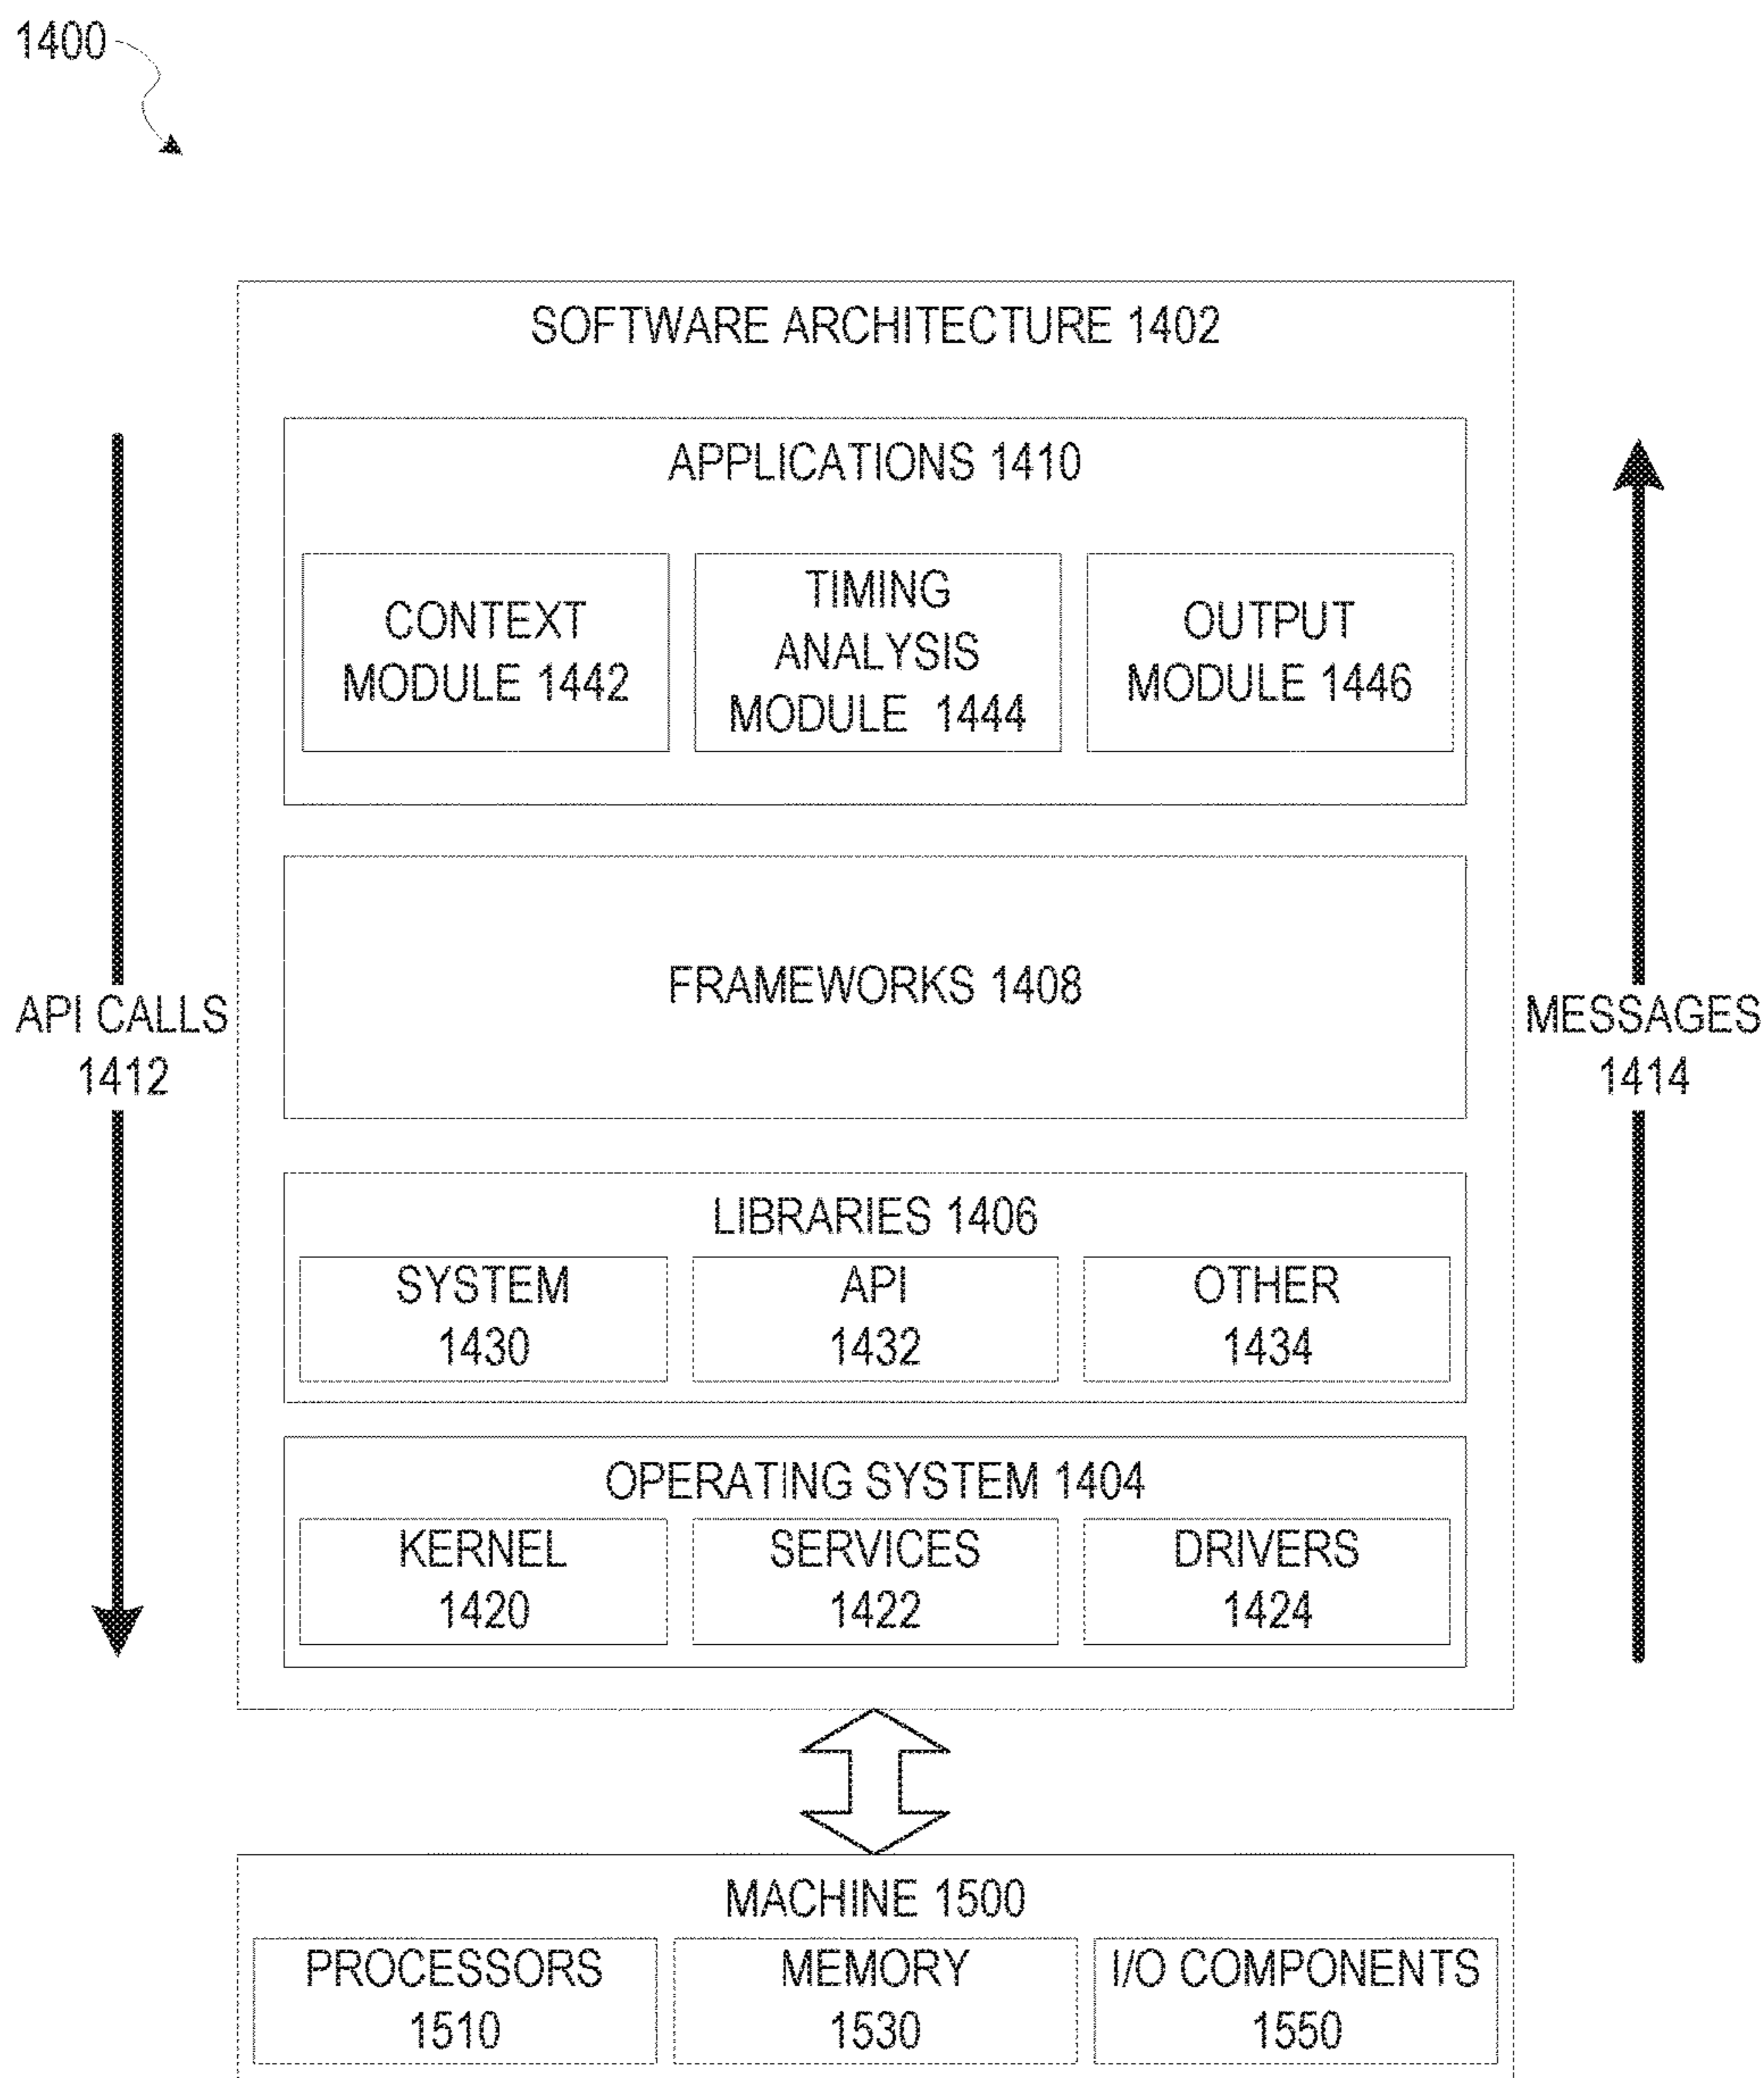 1400
SOFTWARE ARCHITECTURE 1402
APPLICATIONS 1410
CONTEXT
MODULE 1442
TIMING
ANALYSIS
MODULE 1444
OUTPUT
MODULE 1446
FRAMEWORKS 1408
API CALLS
1412
MESSAGES
1414
LIBRARIES 1406
SYSTEM
1430
API
1432
OTHER
1434
OPERATING SYSTEM 1404
KERNEL
1420
SERVICES
1422
DRIVERS
1424
MACHINE 1500
PROCESSORS
1510
MEMORY
1530
I/O COMPONENTS
1550